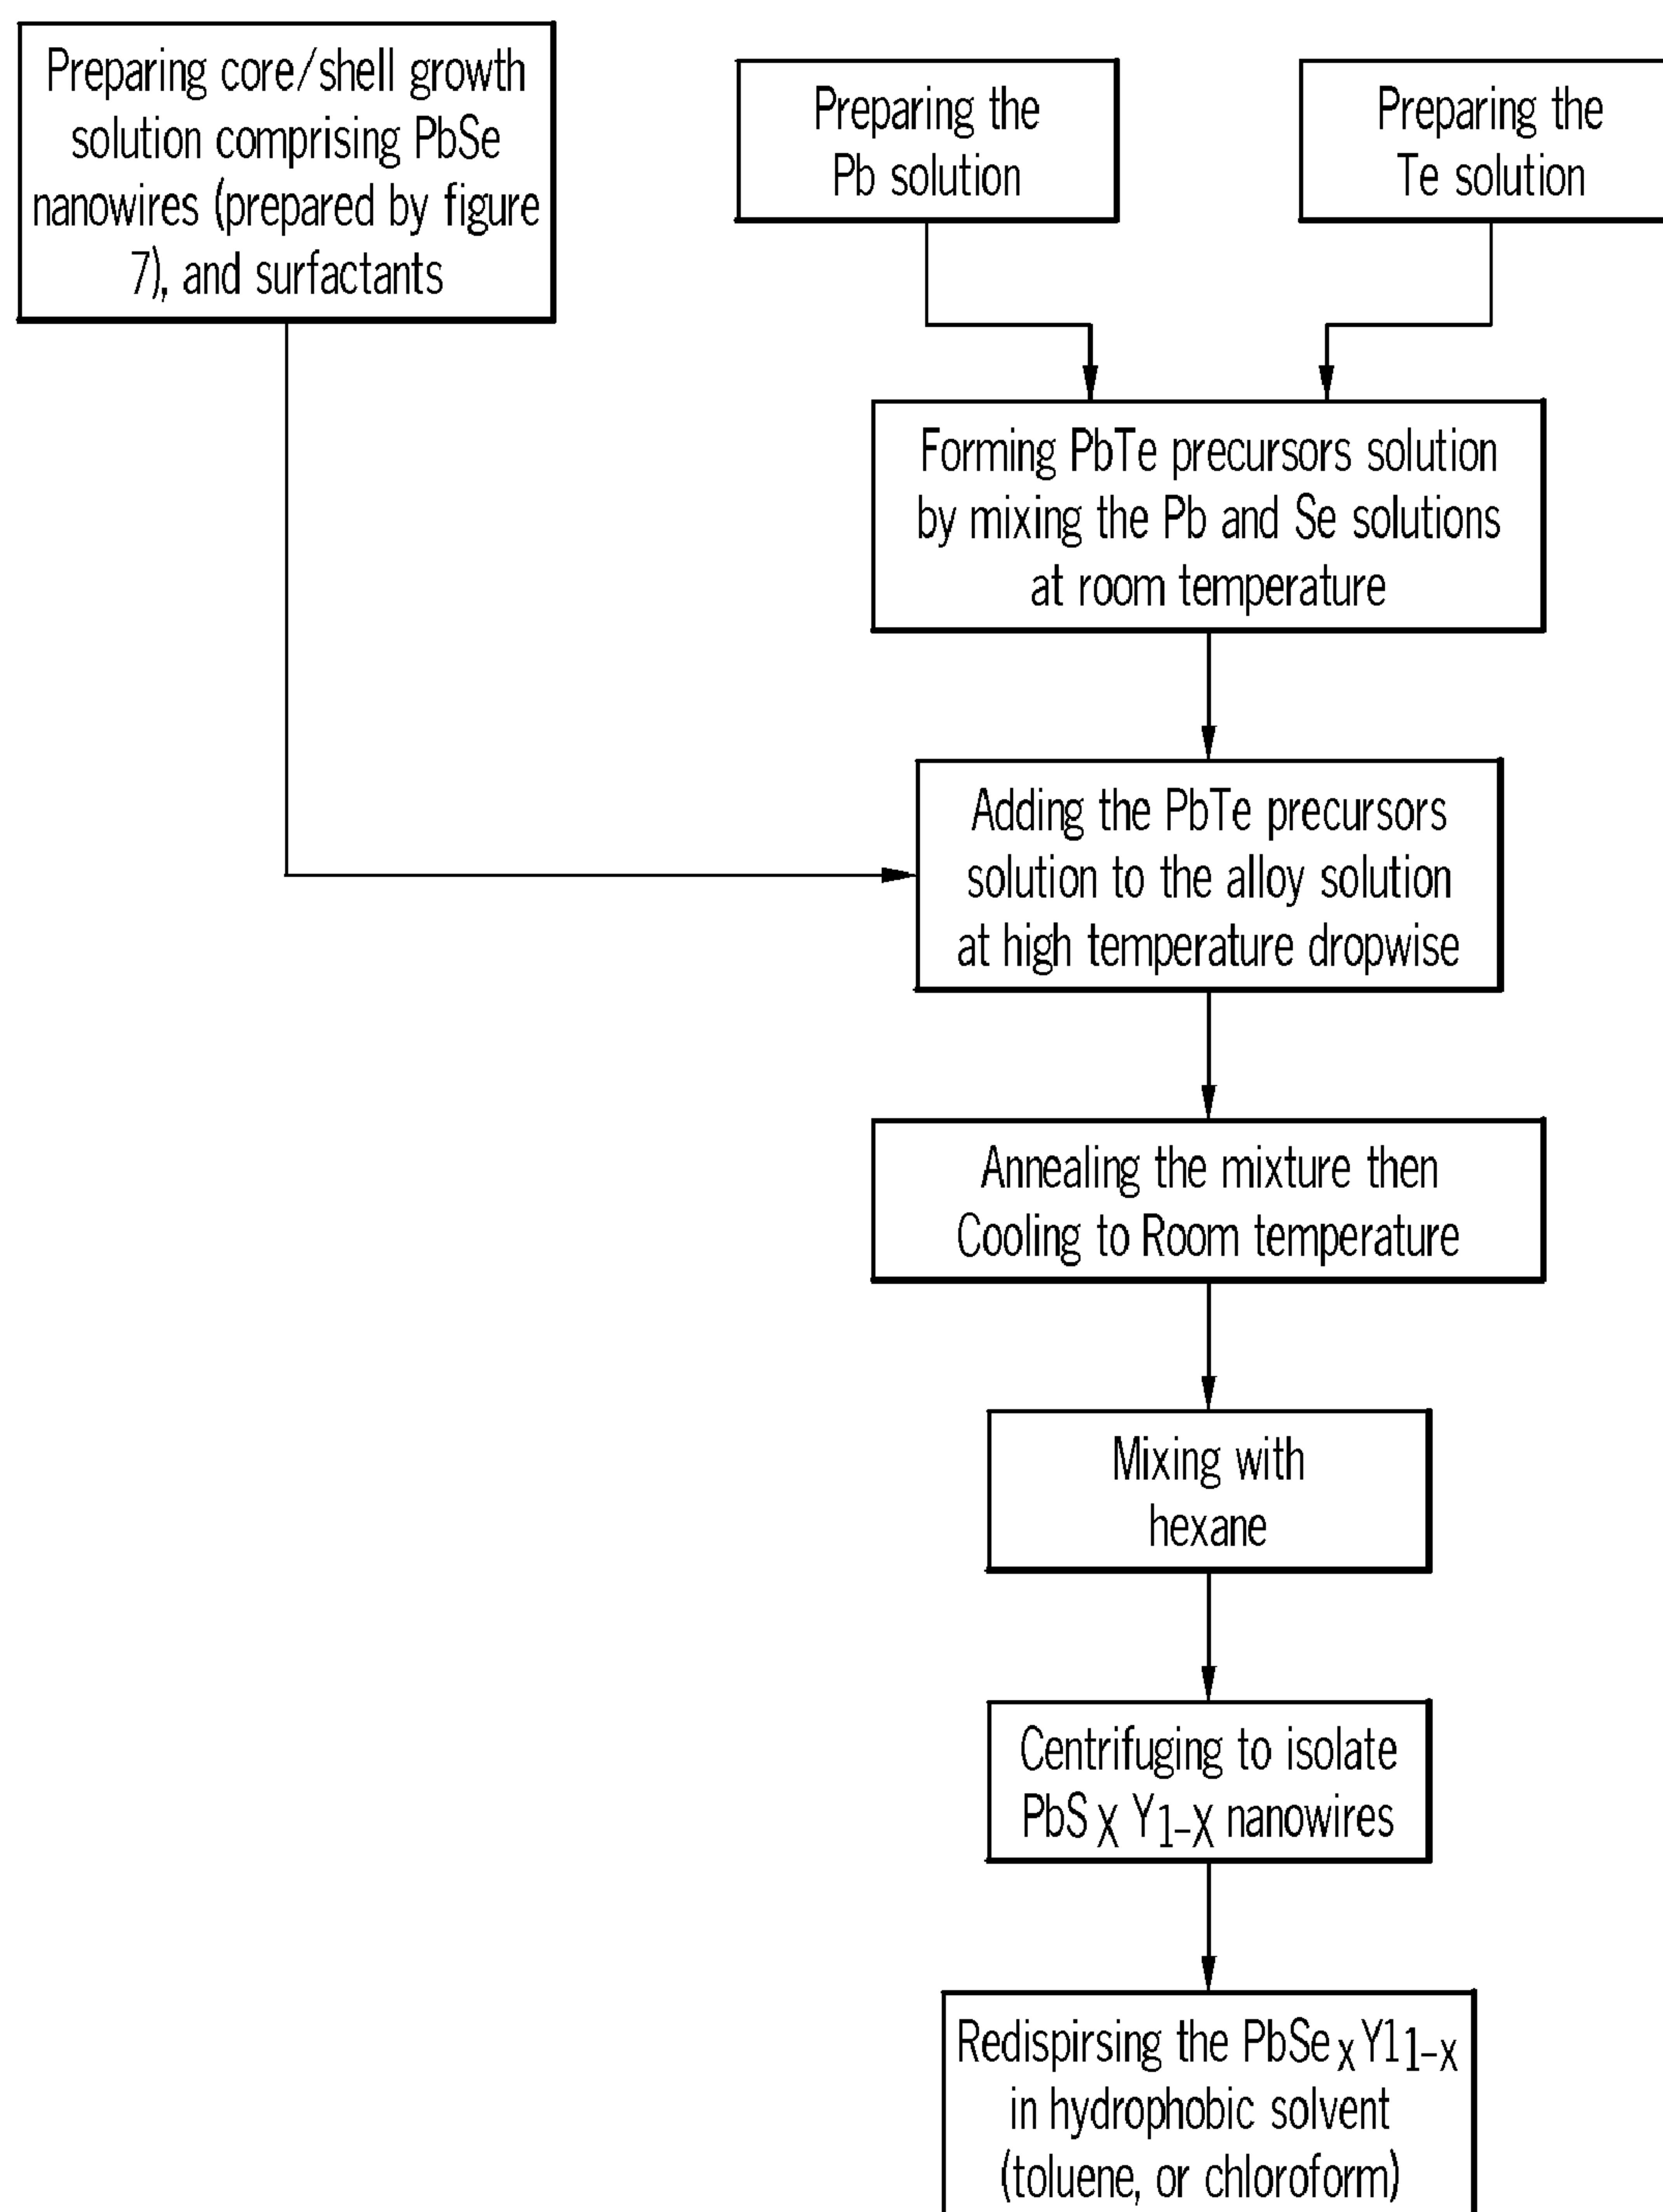 Preparing core/shell growth
solution comprising PbSe
nanowires (prepared by figure
7), and surfactants
Preparing the
Pb solution
Preparing the
Te solution
Forming PbTe precursors solution
by mixing the Pb and Se solutions
at room temperature
Adding the PbTe precursors
solution to the alloy solution
at high temperature dropwise
Annealing the mixture then
Cooling to Room temperature
Mixing with
hexane
Centrifuging to isolate
PbS X Y1-X nanowires
Redispirsing the PbSe X Y11-X
in hydrophobic solvent
(toluene, or chloroform)